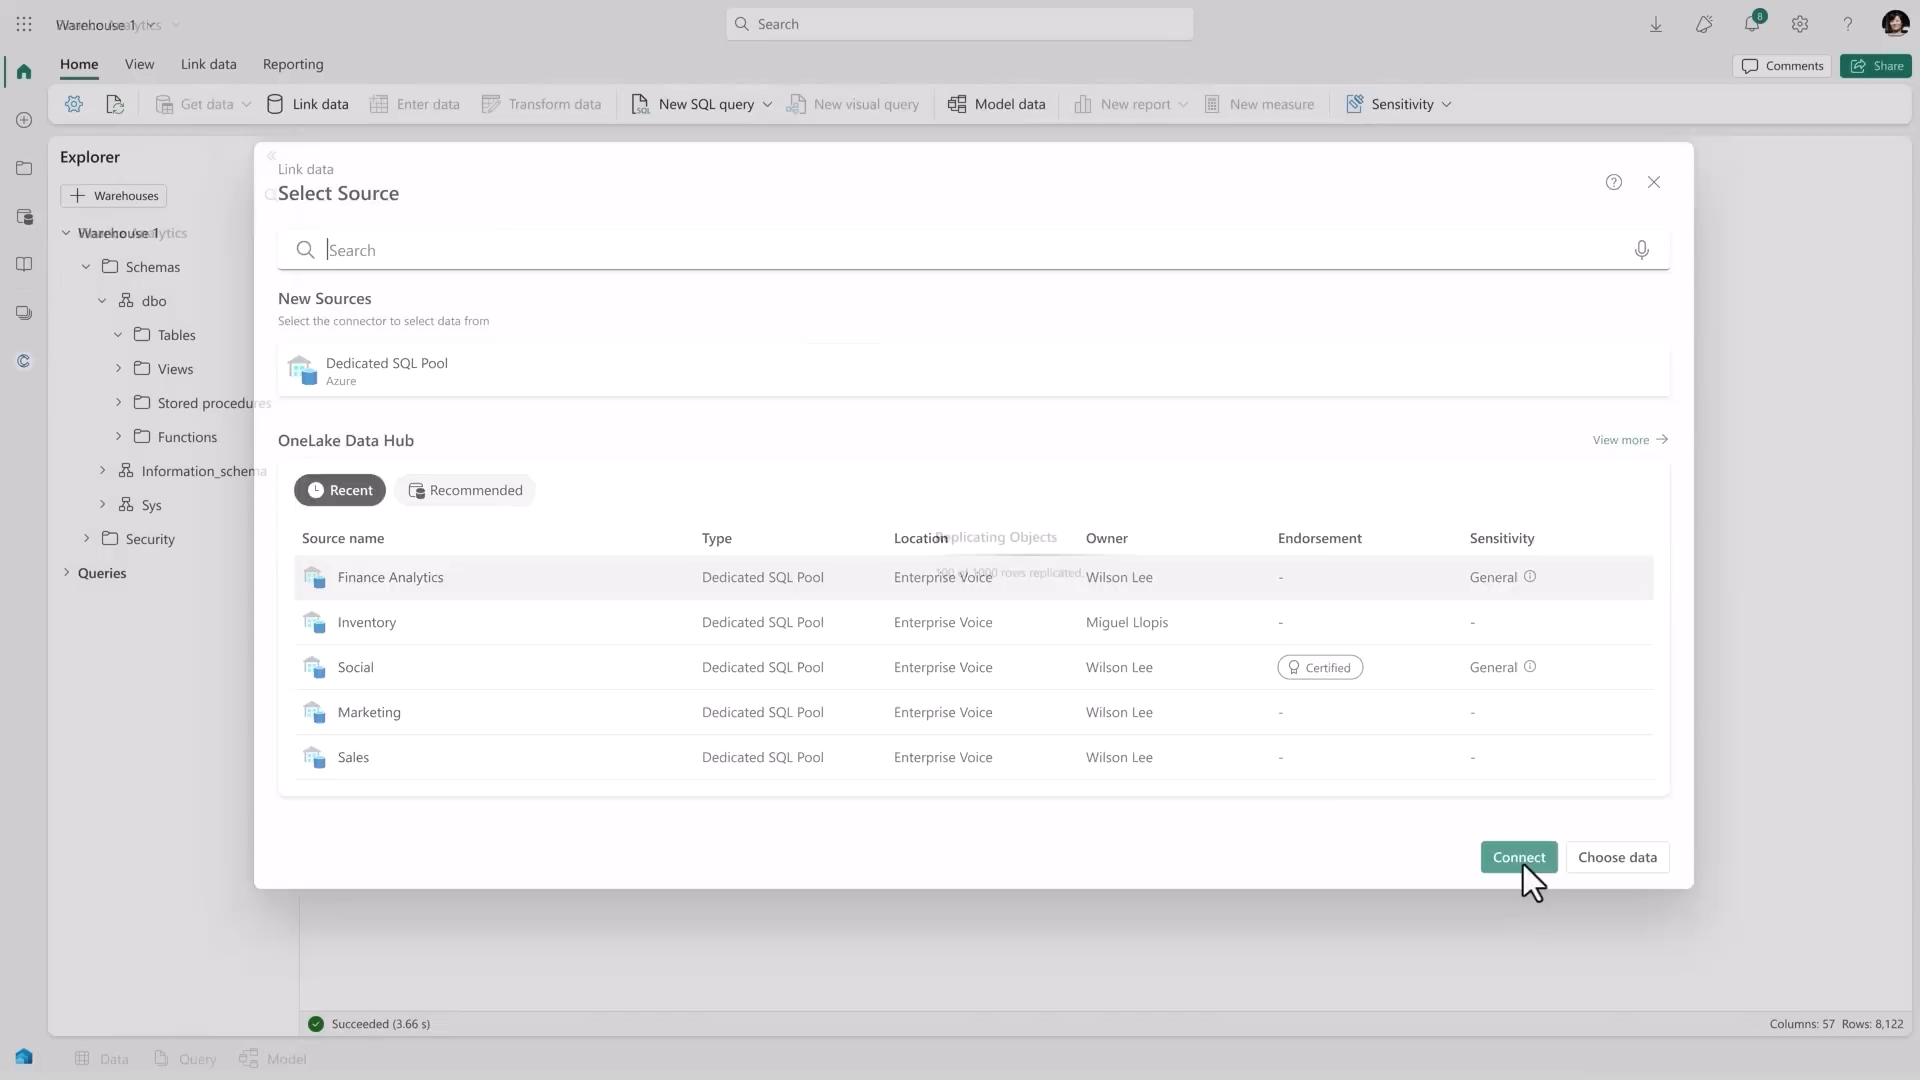 Warehouse 1
Search
8
Home View Link data Reporting
Comments
Share
Get data
Link data
Enter data
Transform data
New SQL query
New visual query
Model data
New report
New measure
Sensitivity
Explorer
Warehouses
Warehouse 1
Schemas
dbo
Tables
Views
Stored procedures
Functions
Information_schema
Sys
Security
Queries
Link data
Select Source
Search
New Sources
Select the connector to select data from
Dedicated SQL Pool
Azure
OneLake Data Hub
View more
Recent
Recommended
Replicating Objects
100 of 1000 rows replicated.
Source name Type Location Owner Endorsement Sensitivity
Finance Analytics Dedicated SQL Pool Enterprise Voice Wilson Lee - General
Inventory Dedicated SQL Pool Enterprise Voice Miguel Llopis - -
Social Dedicated SQL Pool Enterprise Voice Wilson Lee Certified General
Marketing Dedicated SQL Pool Enterprise Voice Wilson Lee - -
Sales Dedicated SQL Pool Enterprise Voice Wilson Lee - -
Connect
Choose data
Succeeded (3.66 s)
Columns: 57 Rows: 8,122
Data
Query
Model